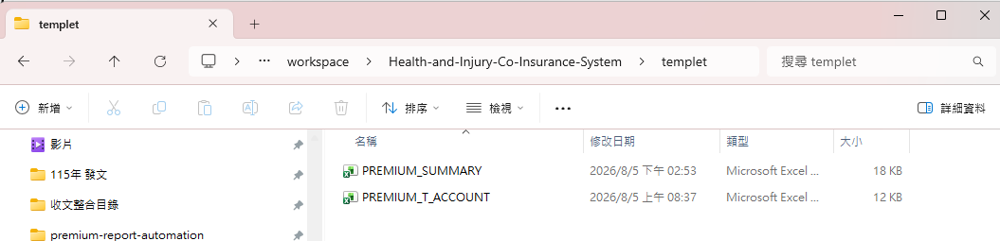 templet
workspace > Health-and-Injury-Co-Insurance-System > templet
搜尋 templet
新增
排序
檢視
詳細資料
影片
115年 發文
收文整合目錄
premium-report-automation
名稱 修改日期 類型 大小
PREMIUM_SUMMARY 2026/8/5 下午 02:53 Microsoft Excel ... 18 KB
PREMIUM_T_ACCOUNT 2026/8/5 上午 08:37 Microsoft Excel ... 12 KB